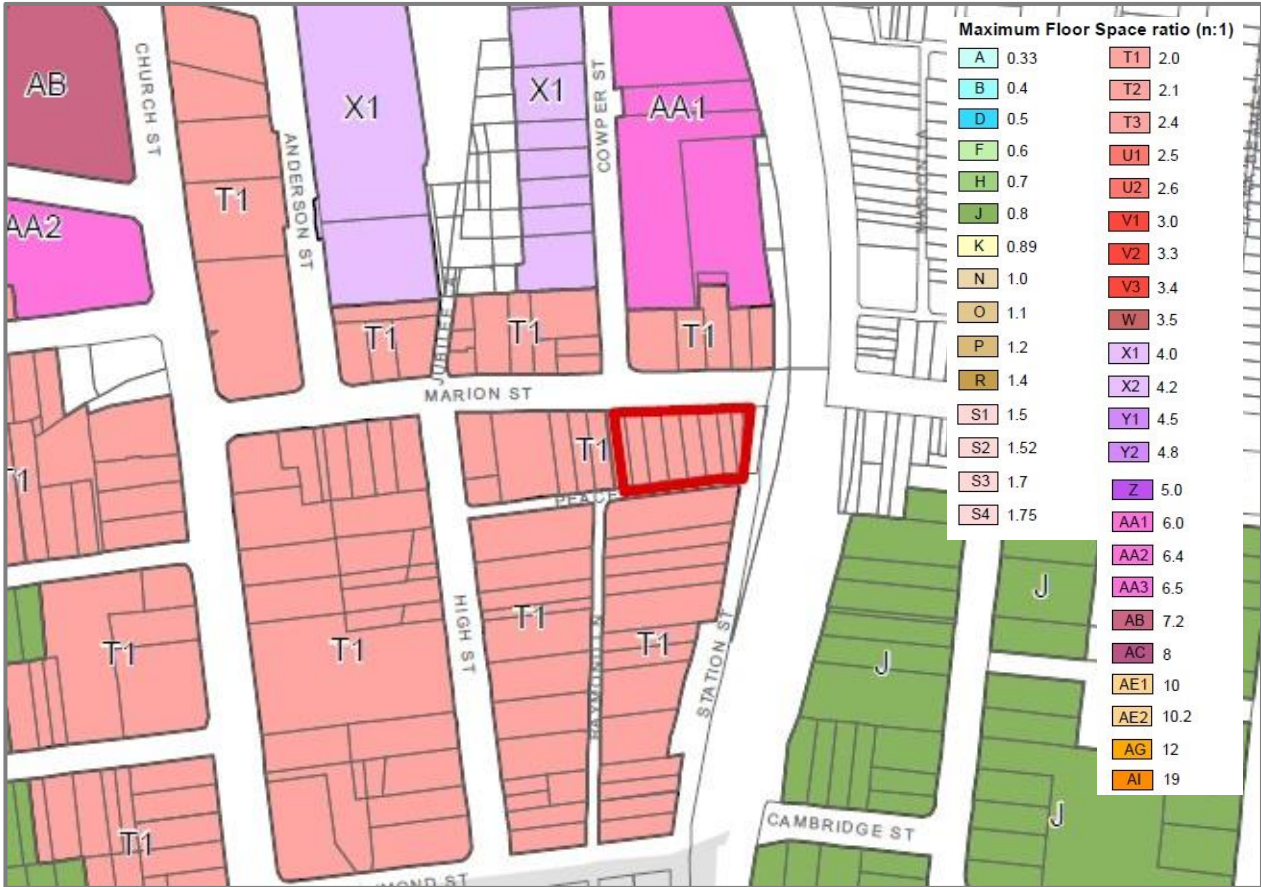 Maximum Floor Space ratio (n:1)
A 0.33
B 0.4
D 0.5
F 0.6
H 0.7
J 0.8
K 0.89
N 1.0
O 1.1
P 1.2
R 1.4
S1 1.5
S2 1.52
S3 1.7
S4 1.75
T1 2.0
T2 2.1
T3 2.4
U1 2.5
U2 2.6
V1 3.0
V2 3.3
V3 3.4
W 3.5
X1 4.0
X2 4.2
Y1 4.5
Y2 4.8
Z 5.0
AA1 6.0
AA2 6.4
AA3 6.5
AB 7.2
AC 8
AE1 10
AE2 10.2
AG 12
AI 19
AB
CHURCH ST
X1
X1
COWPER ST
AA1
ANDERSON ST
T1
AA2
MARION
T1
T1
T1
MARION ST
T1
T1
PEACE
HIGH ST
T1
T1
T1
T1
RAYMOND LN
STATION ST
J
J
J
CAMBRIDGE ST
T1